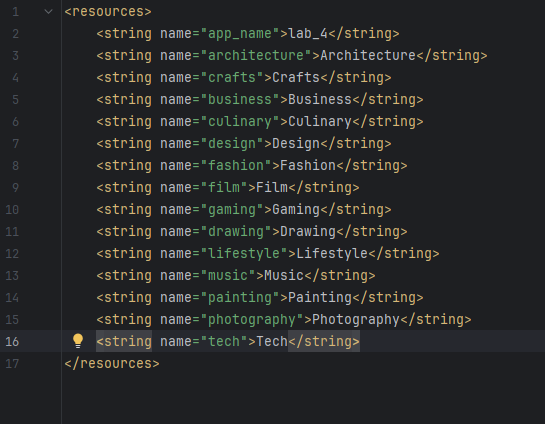 1 <resources>
2 <string name="app_name">lab_4</string>
3 <string name="architecture">Architecture</string>
4 <string name="crafts">Crafts</string>
5 <string name="business">Business</string>
6 <string name="culinary">Culinary</string>
7 <string name="design">Design</string>
8 <string name="fashion">Fashion</string>
9 <string name="film">Film</string>
10 <string name="gaming">Gaming</string>
11 <string name="drawing">Drawing</string>
12 <string name="lifestyle">Lifestyle</string>
13 <string name="music">Music</string>
14 <string name="painting">Painting</string>
15 <string name="photography">Photography</string>
16 <string name="tech">Tech</string>
17 </resources>